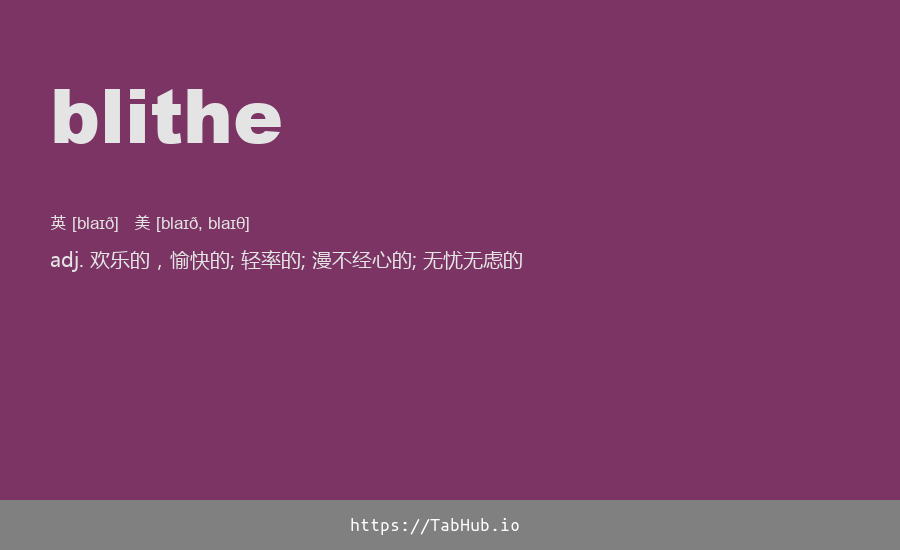 blithe
英 [blaɪð] 美 [blaɪð, blaɪθ]
adj. 欢乐的，愉快的; 轻率的; 漫不经心的; 无忧无虑的
https://TabHub.io